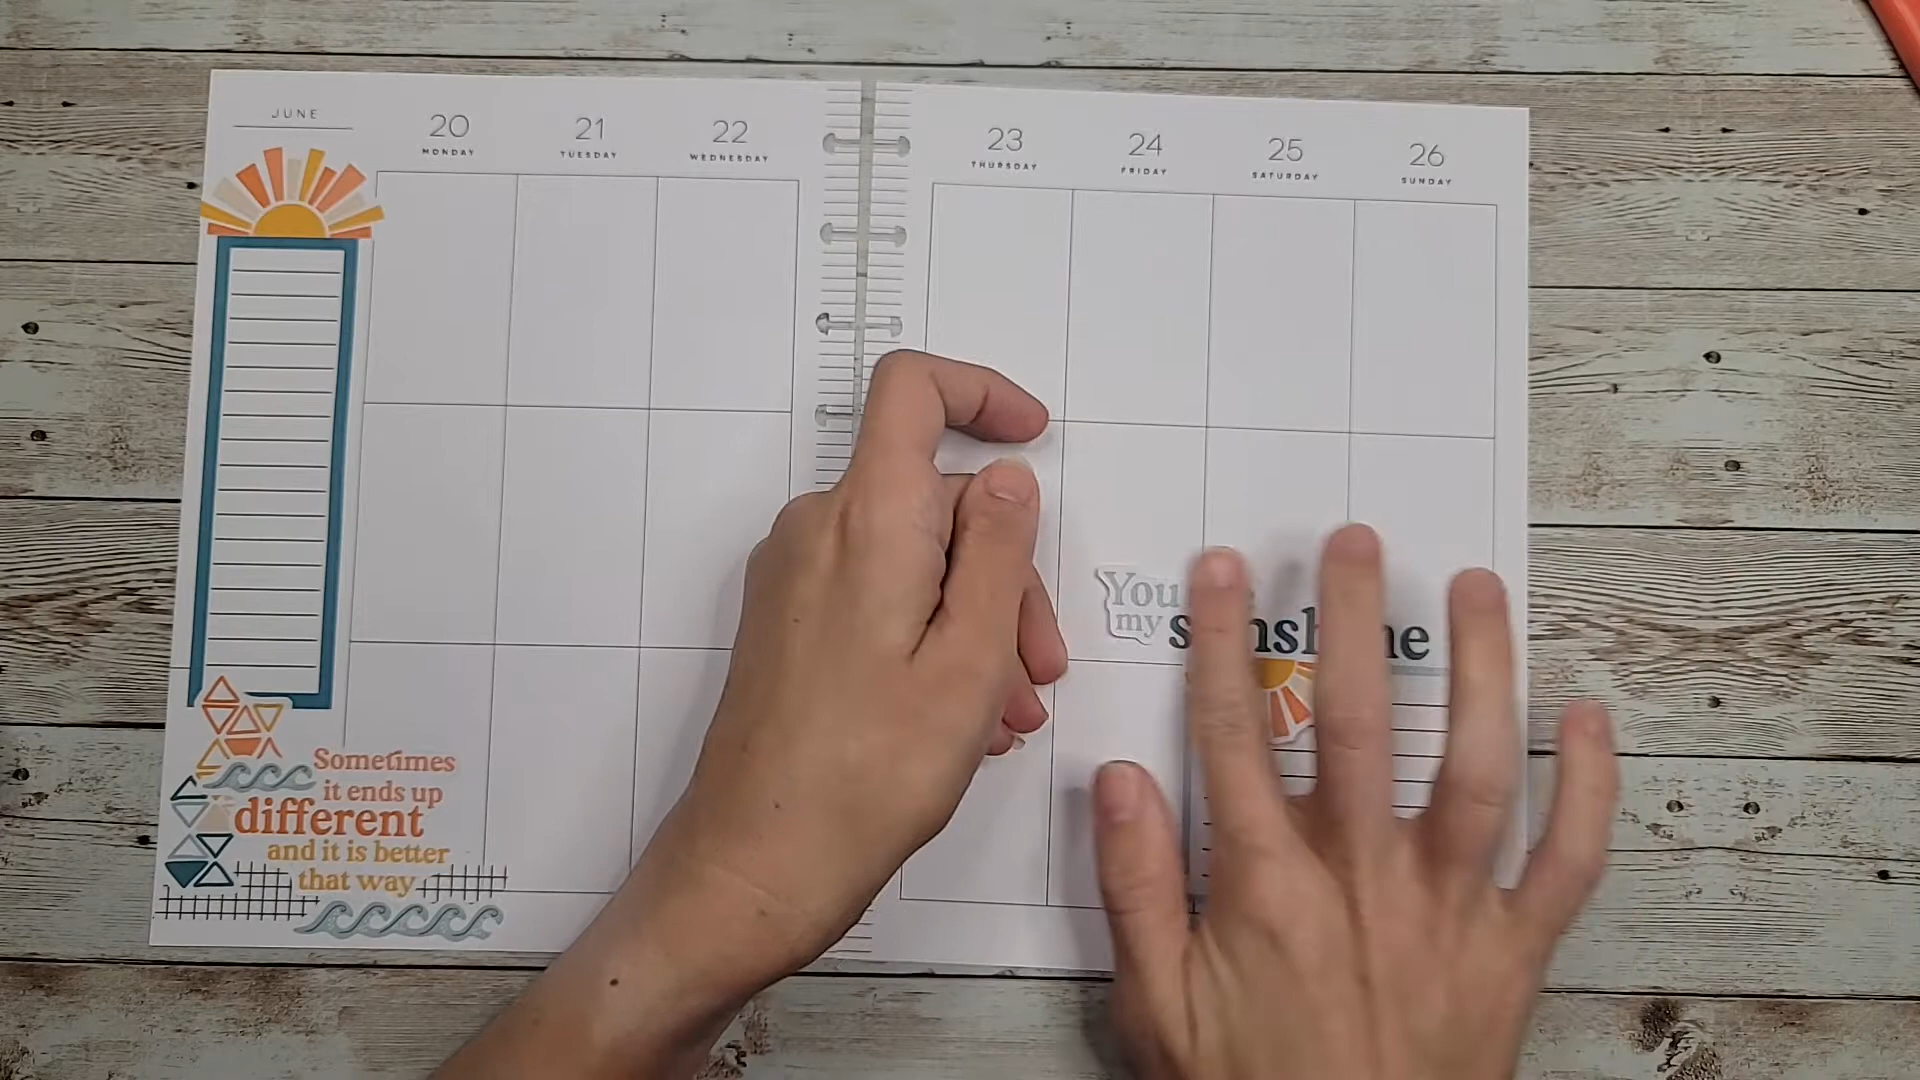 JUNE
20
MONDAY
21
TUESDAY
22
WEDNESDAY
23
THURSDAY
24
FRIDAY
25
SATURDAY
26
SUNDAY
Sometimes
it ends up
different
and it is better
that way
You
my